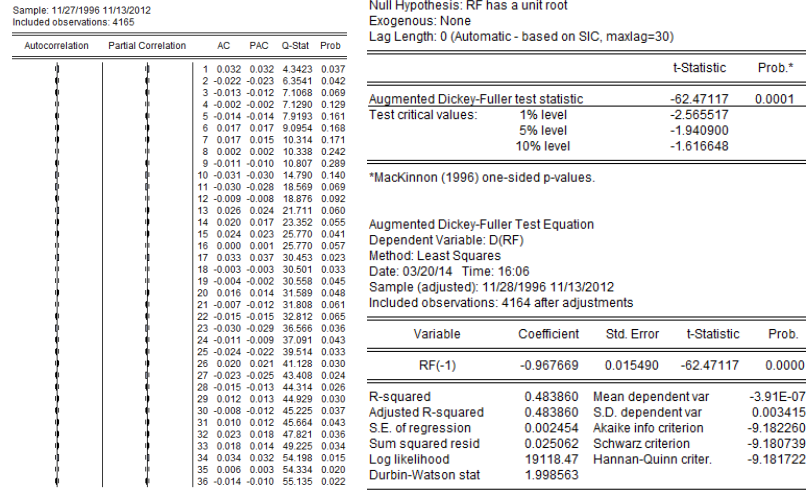 Sample: 11/27/1996 11/13/2012
Included observations: 4165
Autocorrelation Partial Correlation AC PAC Q-Stat Prob
1 0.032 0.032 4.3423 0.037
2 -0.022 -0.023 6.3541 0.042
3 -0.013 -0.012 7.1068 0.069
4 -0.002 -0.002 7.1290 0.129
5 -0.014 -0.014 7.9193 0.161
6 0.017 0.017 9.0954 0.168
7 0.017 0.015 10.314 0.171
8 0.002 0.002 10.338 0.242
9 -0.011 -0.010 10.807 0.289
10 -0.031 -0.030 14.790 0.140
11 -0.030 -0.028 18.569 0.069
12 -0.009 -0.008 18.876 0.092
13 0.026 0.024 21.711 0.060
14 0.020 0.017 23.352 0.055
15 0.024 0.023 25.770 0.041
16 0.000 0.001 25.770 0.057
17 0.033 0.037 30.453 0.023
18 -0.003 -0.003 30.501 0.033
19 -0.004 -0.002 30.558 0.045
20 0.016 0.014 31.589 0.048
21 -0.007 -0.012 31.808 0.061
22 -0.015 -0.015 32.812 0.065
23 -0.030 -0.029 36.566 0.036
24 -0.011 -0.009 37.091 0.043
25 -0.024 -0.022 39.514 0.033
26 0.020 0.021 41.128 0.030
27 -0.023 -0.025 43.408 0.024
28 -0.015 -0.013 44.314 0.026
29 0.012 0.013 44.929 0.030
30 -0.008 -0.012 45.225 0.037
31 0.010 0.012 45.664 0.043
32 0.023 0.018 47.821 0.036
33 0.018 0.014 49.225 0.034
34 0.034 0.032 54.198 0.015
35 0.006 0.003 54.334 0.020
36 -0.014 -0.010 55.135 0.022
Null Hypothesis: RF has a unit root
Exogenous: None
Lag Length: 0 (Automatic - based on SIC, maxlag=30)
t-Statistic Prob.*
Augmented Dickey-Fuller test statistic -62.47117 0.0001
Test critical values: 1% level -2.565517
5% level -1.940900
10% level -1.616648
*MacKinnon (1996) one-sided p-values.
Augmented Dickey-Fuller Test Equation
Dependent Variable: D(RF)
Method: Least Squares
Date: 03/20/14 Time: 16:06
Sample (adjusted): 11/28/1996 11/13/2012
Included observations: 4164 after adjustments
Variable Coefficient Std. Error t-Statistic Prob.
RF(-1) -0.967669 0.015490 -62.47117 0.0000
R-squared 0.483860 Mean dependent var -3.91E-07
Adjusted R-squared 0.483860 S.D. dependent var 0.003415
S.E. of regression 0.002454 Akaike info criterion -9.182260
Sum squared resid 0.025062 Schwarz criterion -9.180739
Log likelihood 19118.47 Hannan-Quinn criter. -9.181722
Durbin-Watson stat 1.998563